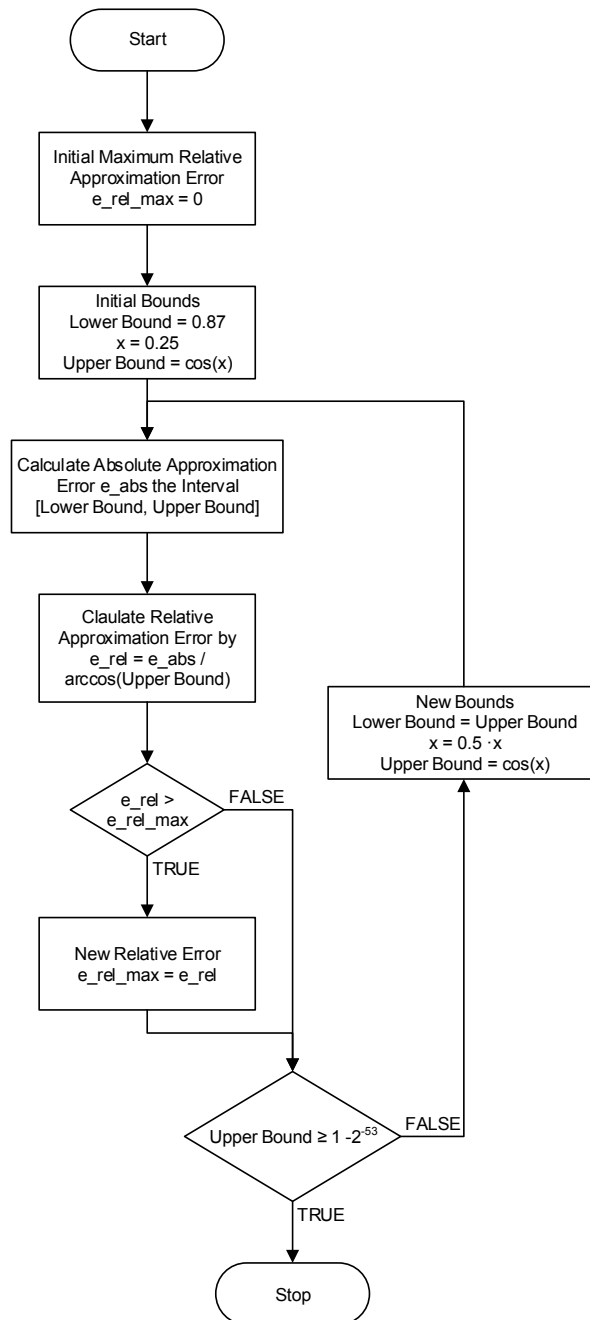 Start
Initial Maximum Relative
Approximation Error
e_rel_max = 0
Initial Bounds
Lower Bound = 0.87
x = 0.25
Upper Bound = cos(x)
Calculate Absolute Approximation
Error e_abs the Interval
[Lower Bound, Upper Bound]
Claulate Relative
Approximation Error by
e_rel = e_abs /
arccos(Upper Bound)
New Bounds
Lower Bound = Upper Bound
x = 0.5 ·x
Upper Bound = cos(x)
e_rel >
e_rel_max
FALSE
TRUE
New Relative Error
e_rel_max = e_rel
Upper Bound ≥ 1 -2⁻⁵³
FALSE
TRUE
Stop